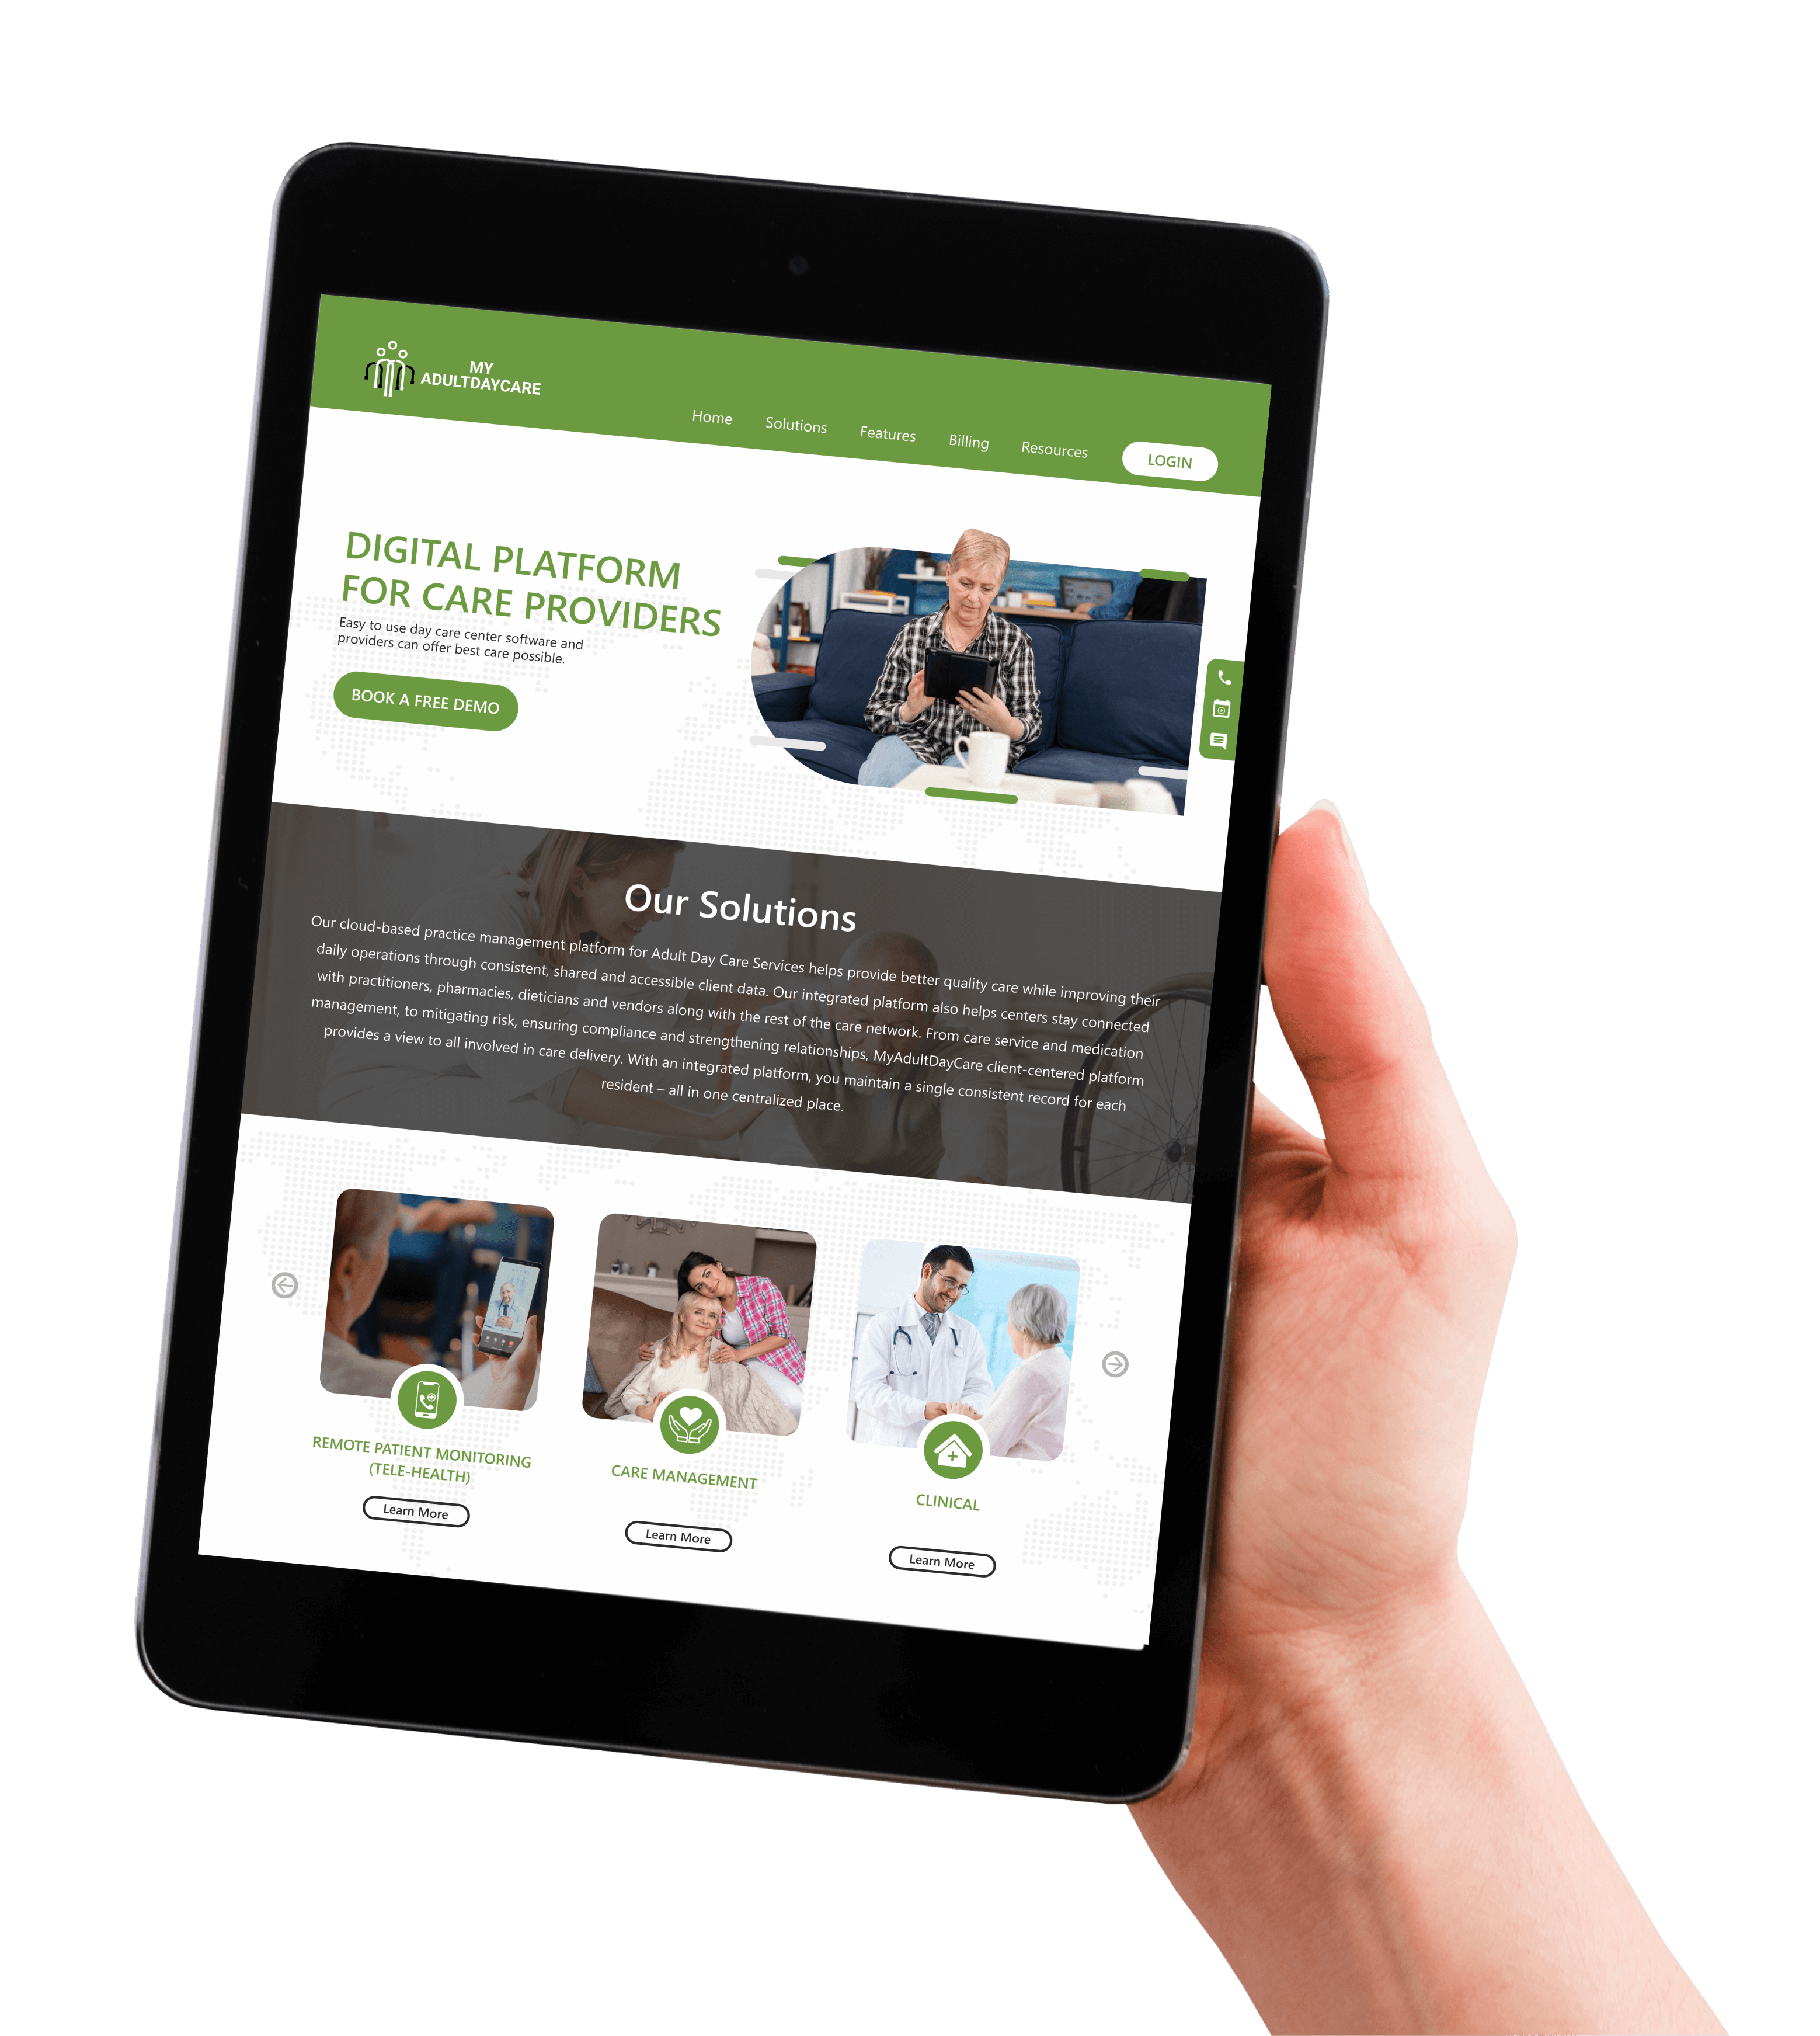 MY
ADULTDAYCARE
Home Solutions Features Billing Resources LOGIN
DIGITAL PLATFORM
FOR CARE PROVIDERS
Easy to use day care center software and
providers can offer best care possible.
BOOK A FREE DEMO
Our Solutions
Our cloud-based practice management platform for Adult Day Care Services helps provide better quality care while improving their
daily operations through consistent, shared and accessible client data. Our integrated platform also helps centers stay connected
with practitioners, pharmacies, dieticians and vendors along with the rest of the care network. From care service and medication
management, to mitigating risk, ensuring compliance and strengthening relationships, MyAdultDayCare client-centered platform
provides a view to all involved in care delivery. With an integrated platform, you maintain a single consistent record for each
resident – all in one centralized place.
REMOTE PATIENT MONITORING
(TELE-HEALTH)
Learn More
CARE MANAGEMENT
Learn More
CLINICAL
Learn More